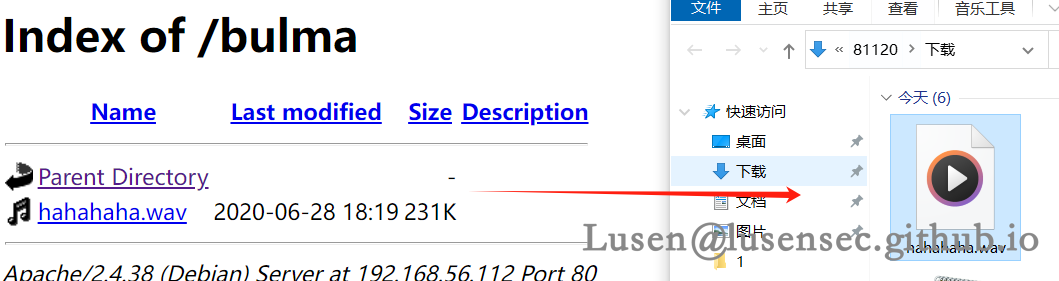 Index of /bulma
Name Last modified Size Description
Parent Directory -
hahahaha.wav 2020-06-28 18:19 231K
Apache/2.4.38 (Debian) Server at 192.168.56.112 Port 80
文件 主页 共享 查看 音乐工具
« 81120 > 下载
快速访问
桌面
下载
文档
图片
1
今天 (6)
hahahaha.wav
Lusen@lusensec.github.io